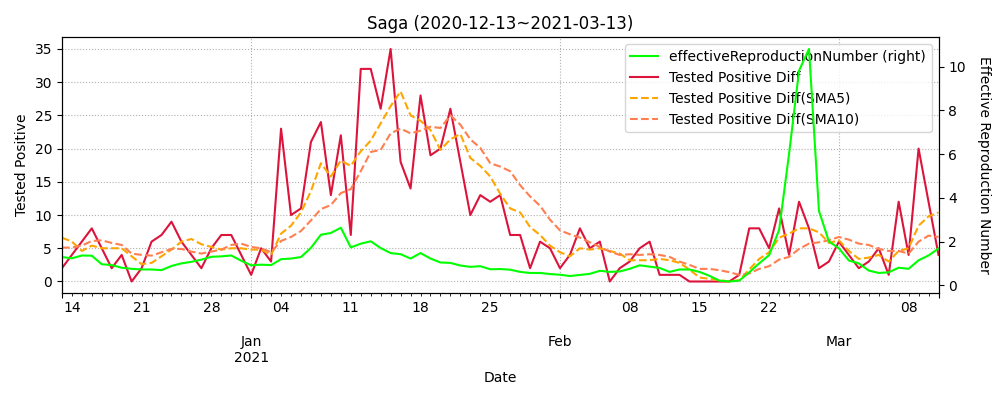 Saga (2020-12-13~2021-03-13)
effectiveReproductionNumber (right)
Tested Positive Diff
Tested Positive Diff(SMA5)
Tested Positive Diff(SMA10)
Tested Positive
35
30
25
20
15
10
5
0
Effective Reproduction Number
10
8
6
4
2
0
14 21 28 04 11 18 25 08 15 22 08
Jan Feb Mar
2021
Date